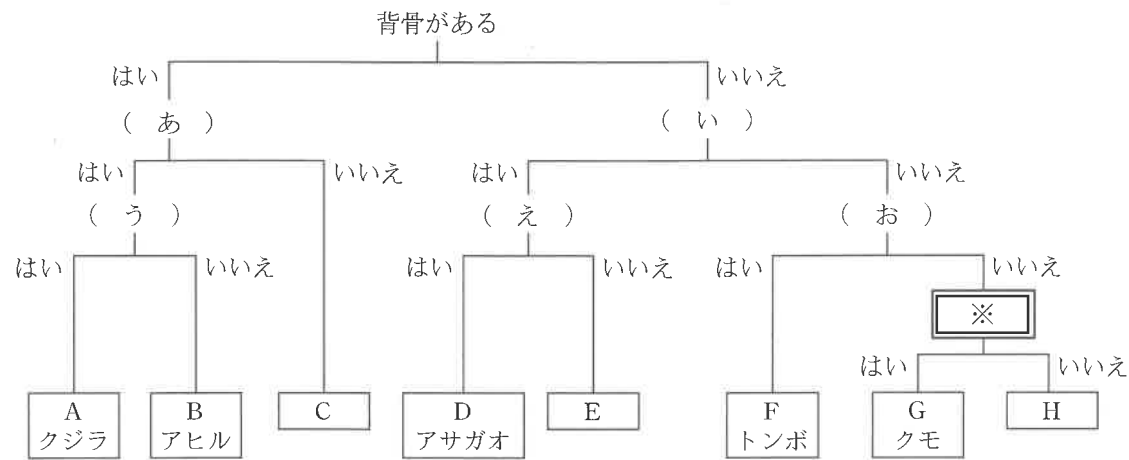 背骨がある
はい
いいえ
( あ )
( い )
はい
いいえ
はい
いいえ
( う )
( え )
( お )
はい
いいえ
はい
いいえ
はい
いいえ
※
はい
いいえ
A
クジラ
B
アヒル
C
D
アサガオ
E
F
トンボ
G
クモ
H